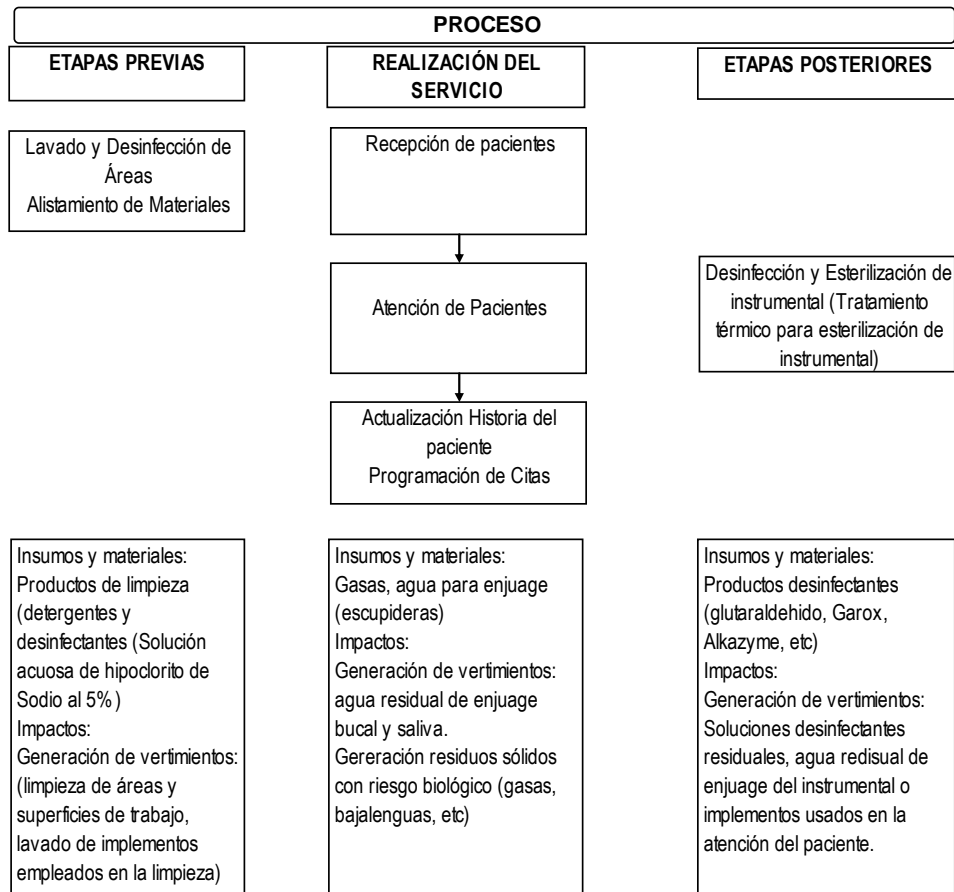 PROCESO
ETAPAS PREVIAS
REALIZACIÓN DEL
SERVICIO
ETAPAS POSTERIORES
Lavado y Desinfección de
Áreas
Alistamiento de Materiales
Recepción de pacientes
Atención de Pacientes
Desinfección y Esterilización de
instrumental (Tratamiento
térmico para esterilización de
instrumental)
Actualización Historia del
paciente
Programación de Citas
Insumos y materiales:
Productos de limpieza
(detergentes y
desinfectantes (Solución
acuosa de hipoclorito de
Sodio al 5%)
Impactos:
Generación de vertimientos:
(limpieza de áreas y
superficies de trabajo,
lavado de implementos
empleados en la limpieza)
Insumos y materiales:
Gasas, agua para enjuage
(escupideras)
Impactos:
Generación de vertimientos:
agua residual de enjuage
bucal y saliva.
Gereración residuos sólidos
con riesgo biológico (gasas,
bajalenguas, etc)
Insumos y materiales:
Productos desinfectantes
(glutaraldehido, Garox,
Alkazyme, etc)
Impactos:
Generación de vertimientos:
Soluciones desinfectantes
residuales, agua redisual de
enjuage del instrumental o
implementos usados en la
atención del paciente.